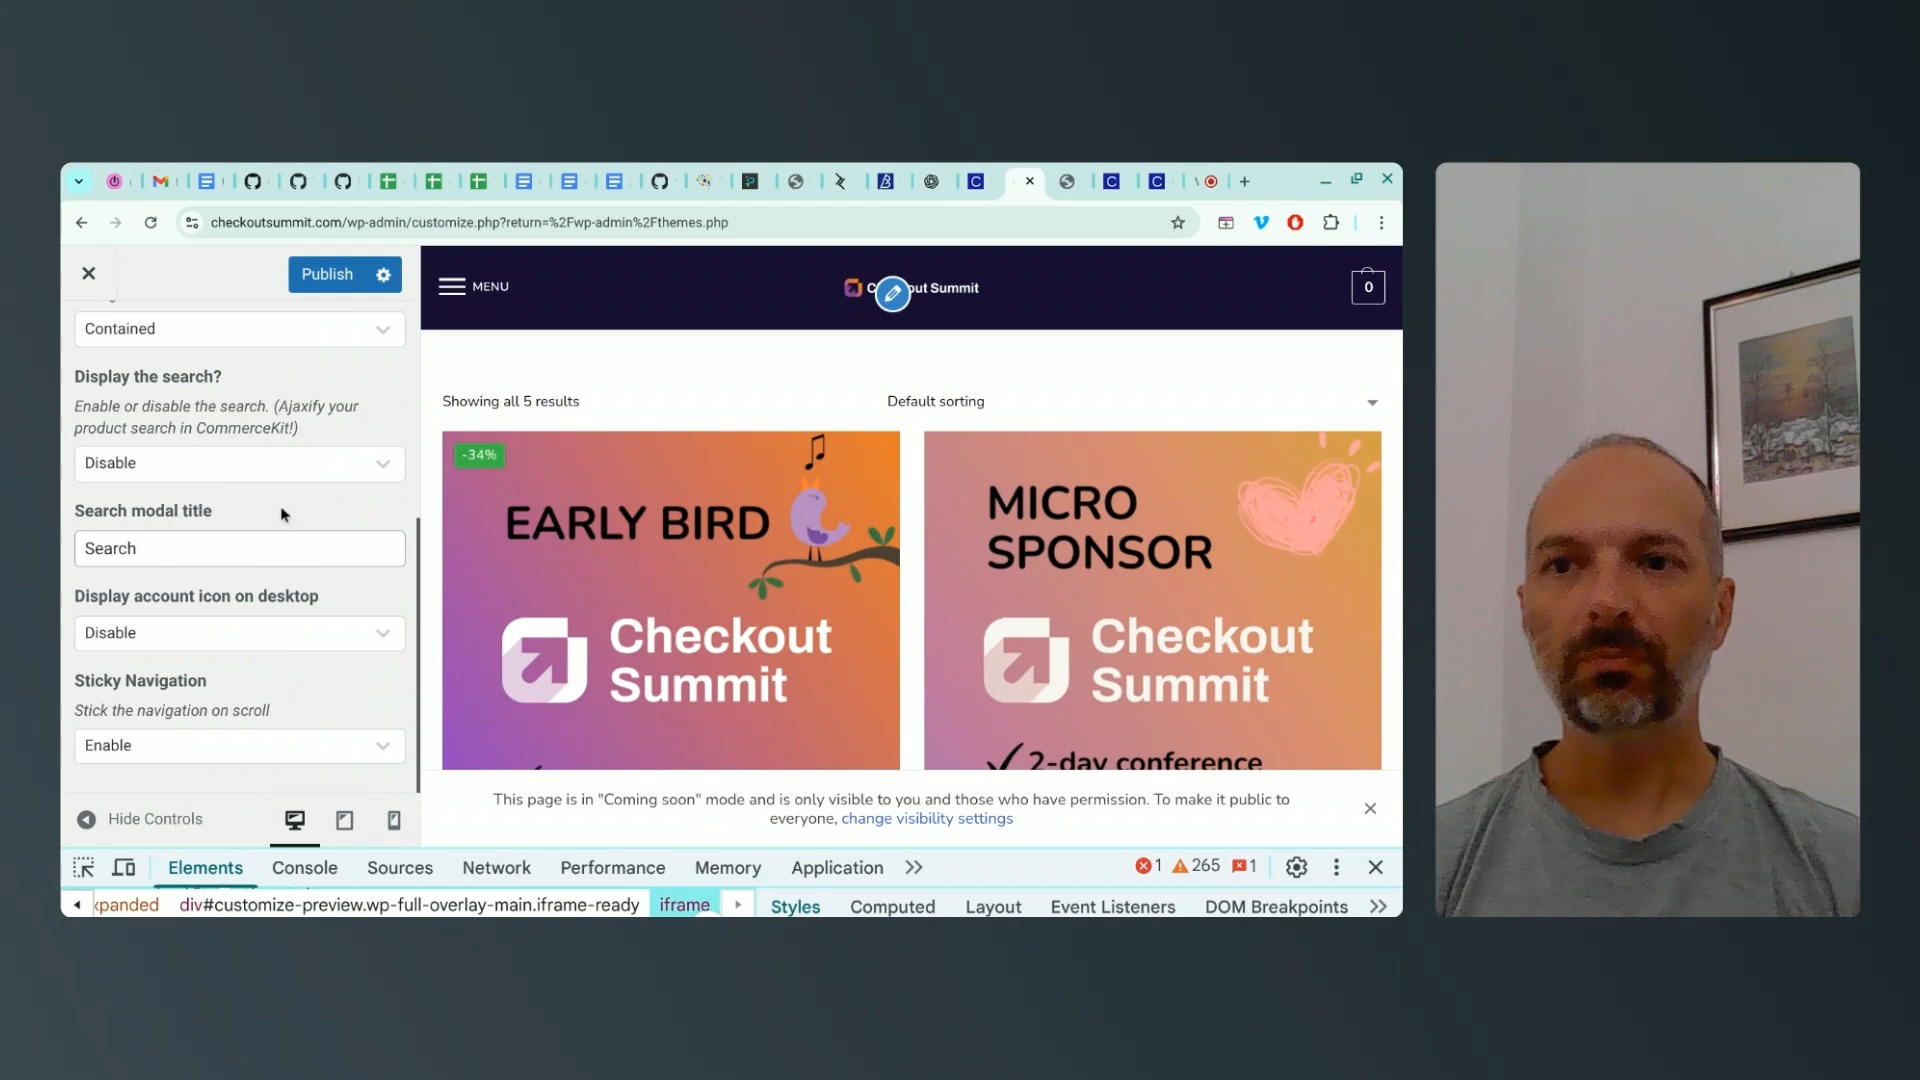 checkoutsummit.com/wp-admin/customize.php?return=%2Fwp-admin%2Fthemes.php
Publish
Contained
Display the search?
Enable or disable the search. (Ajaxify your
product search in CommerceKit!)
Disable
Search modal title
Search
Display account icon on desktop
Disable
Sticky Navigation
Stick the navigation on scroll
Enable
Hide Controls
MENU
out Summit
0
Showing all 5 results
Default sorting
-34%
EARLY BIRD
Checkout
Summit
MICRO
SPONSOR
Checkout
Summit
2-day conference
This page is in "Coming soon" mode and is only visible to you and those who have permission. To make it public to
everyone, change visibility settings
Elements Console Sources Network Performance Memory Application
1 265 1
xpanded div#customize-preview.wp-full-overlay-main.iframe-ready iframe
Styles Computed Layout Event Listeners DOM Breakpoints